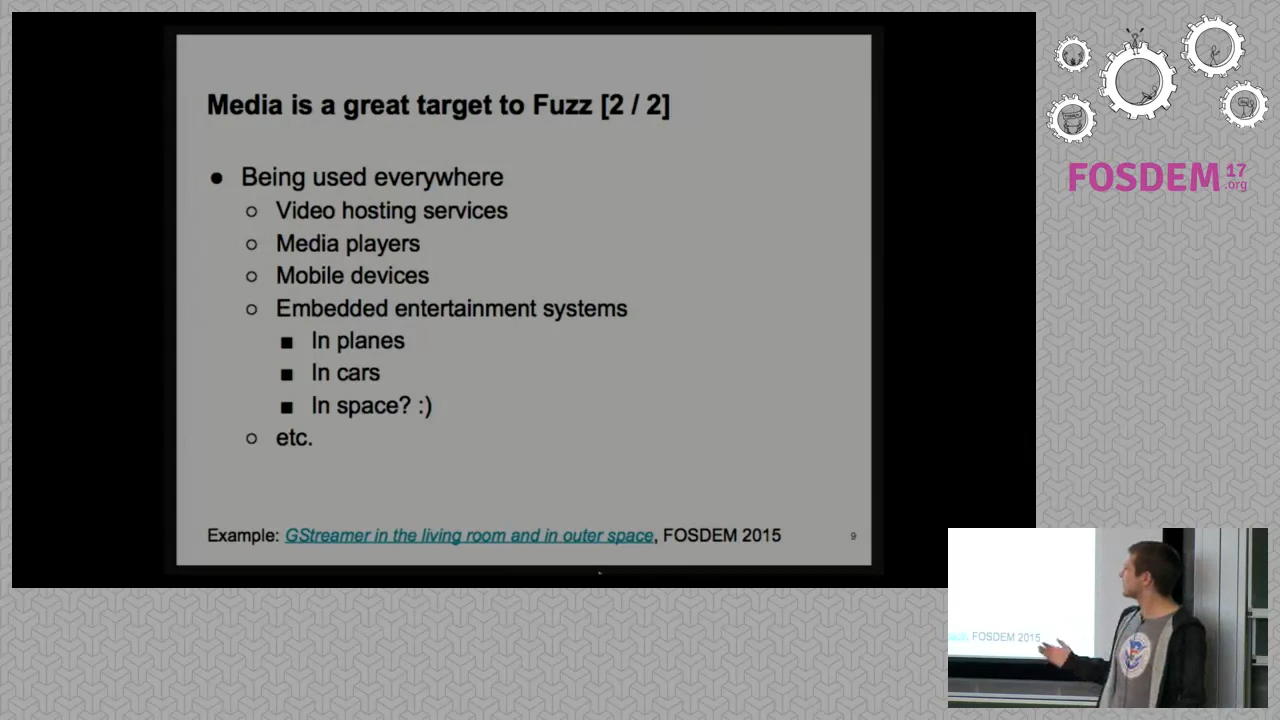 Media is a great target to Fuzz [2 / 2]
● Being used everywhere
○ Video hosting services
○ Media players
○ Mobile devices
○ Embedded entertainment systems
■ In planes
■ In cars
■ In space? :)
○ etc.
Example: GStreamer in the living room and in outer space, FOSDEM 2015
9
FOSDEM 17
.org
FOSDEM 2015